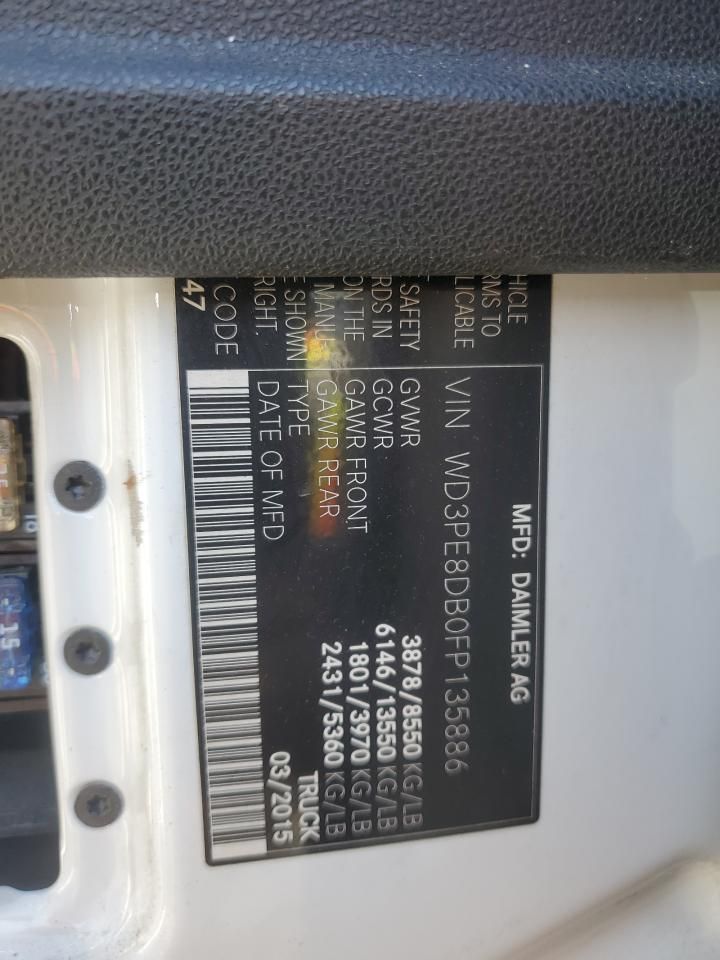 MFD: DAIMLER AG
VIN WD3PE8DB0FP135886
GVWR 3878/8550 KG/LB
GCWR 6146/13550 KG/LB
GAWR FRONT 1801/3970 KG/LB
GAWR REAR 2431/5360 KG/LB
TYPE TRUCK
DATE OF MFD 03/2015
HICLE
RMS TO
LICABLE
SAFETY
RDS IN
ON THE
MANU
E SHOWN
RIGHT.
CODE
47
15